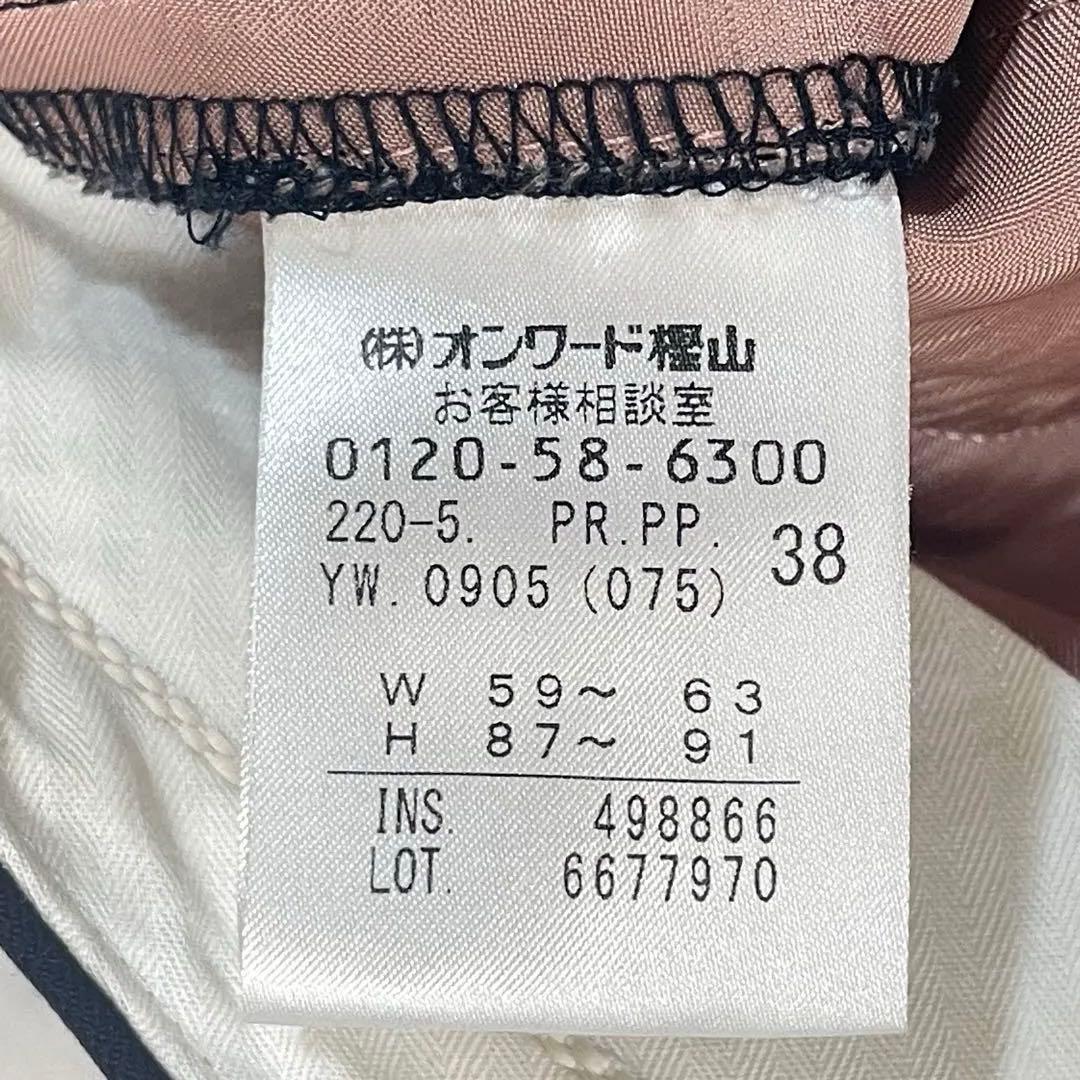 (株)オンワード樫山
お客様相談室
0120-58-6300
220-5. PR.PP.
YW. 0905 (075) 38
W 59～ 63
H 87～ 91
INS. 498866
LOT. 6677970